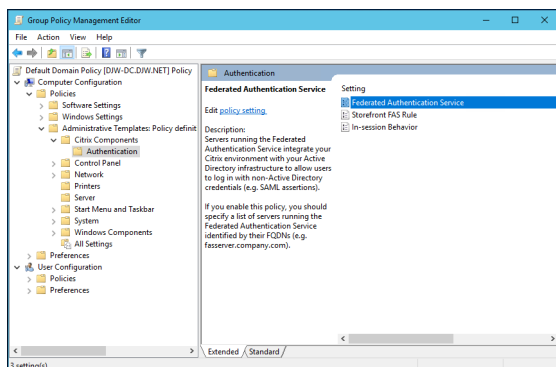 Group Policy Management Editor
File Action View Help
Default Domain Policy [DJW-DC.DJW.NET] Policy
Computer Configuration
Policies
Software Settings
Windows Settings
Administrative Templates: Policy definit
Citrix Components
Authentication
Control Panel
Network
Printers
Server
Start Menu and Taskbar
System
Windows Components
All Settings
Preferences
User Configuration
Policies
Preferences
Authentication
Federated Authentication Service
Edit policy setting.
Description:
Servers running the Federated
Authentication Service integrate your
Citrix environment with your Active
Directory infrastructure to allow users
to log in with non-Active Directory
credentials (e.g. SAML assertions).
If you enable this policy, you should
specify a list of servers running the
Federated Authentication Service
identified by their FQDNs (e.g.
fasserver.company.com).
Setting
Federated Authentication Service
Storefront FAS Rule
In-session Behavior
Extended Standard
3 setting(s)